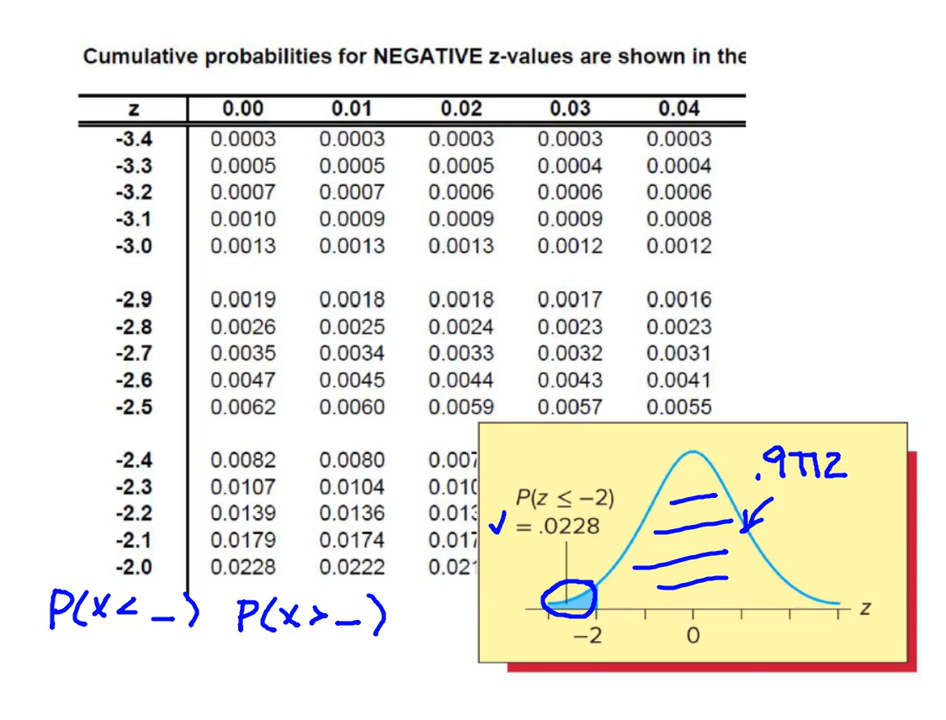 Cumulative probabilities for NEGATIVE z-values are shown in the
z 0.00 0.01 0.02 0.03 0.04
-3.4 0.0003 0.0003 0.0003 0.0003 0.0003
-3.3 0.0005 0.0005 0.0005 0.0004 0.0004
-3.2 0.0007 0.0007 0.0006 0.0006 0.0006
-3.1 0.0010 0.0009 0.0009 0.0009 0.0008
-3.0 0.0013 0.0013 0.0013 0.0012 0.0012
-2.9 0.0019 0.0018 0.0018 0.0017 0.0016
-2.8 0.0026 0.0025 0.0024 0.0023 0.0023
-2.7 0.0035 0.0034 0.0033 0.0032 0.0031
-2.6 0.0047 0.0045 0.0044 0.0043 0.0041
-2.5 0.0062 0.0060 0.0059 0.0057 0.0055
-2.4 0.0082 0.0080
-2.3 0.0107 0.0104
-2.2 0.0139 0.0136
-2.1 0.0179 0.0174
-2.0 0.0228 0.0222
P(x < _) P(x > _)
.9772
P(z ≤ −2)
= .0228
z
−2 0